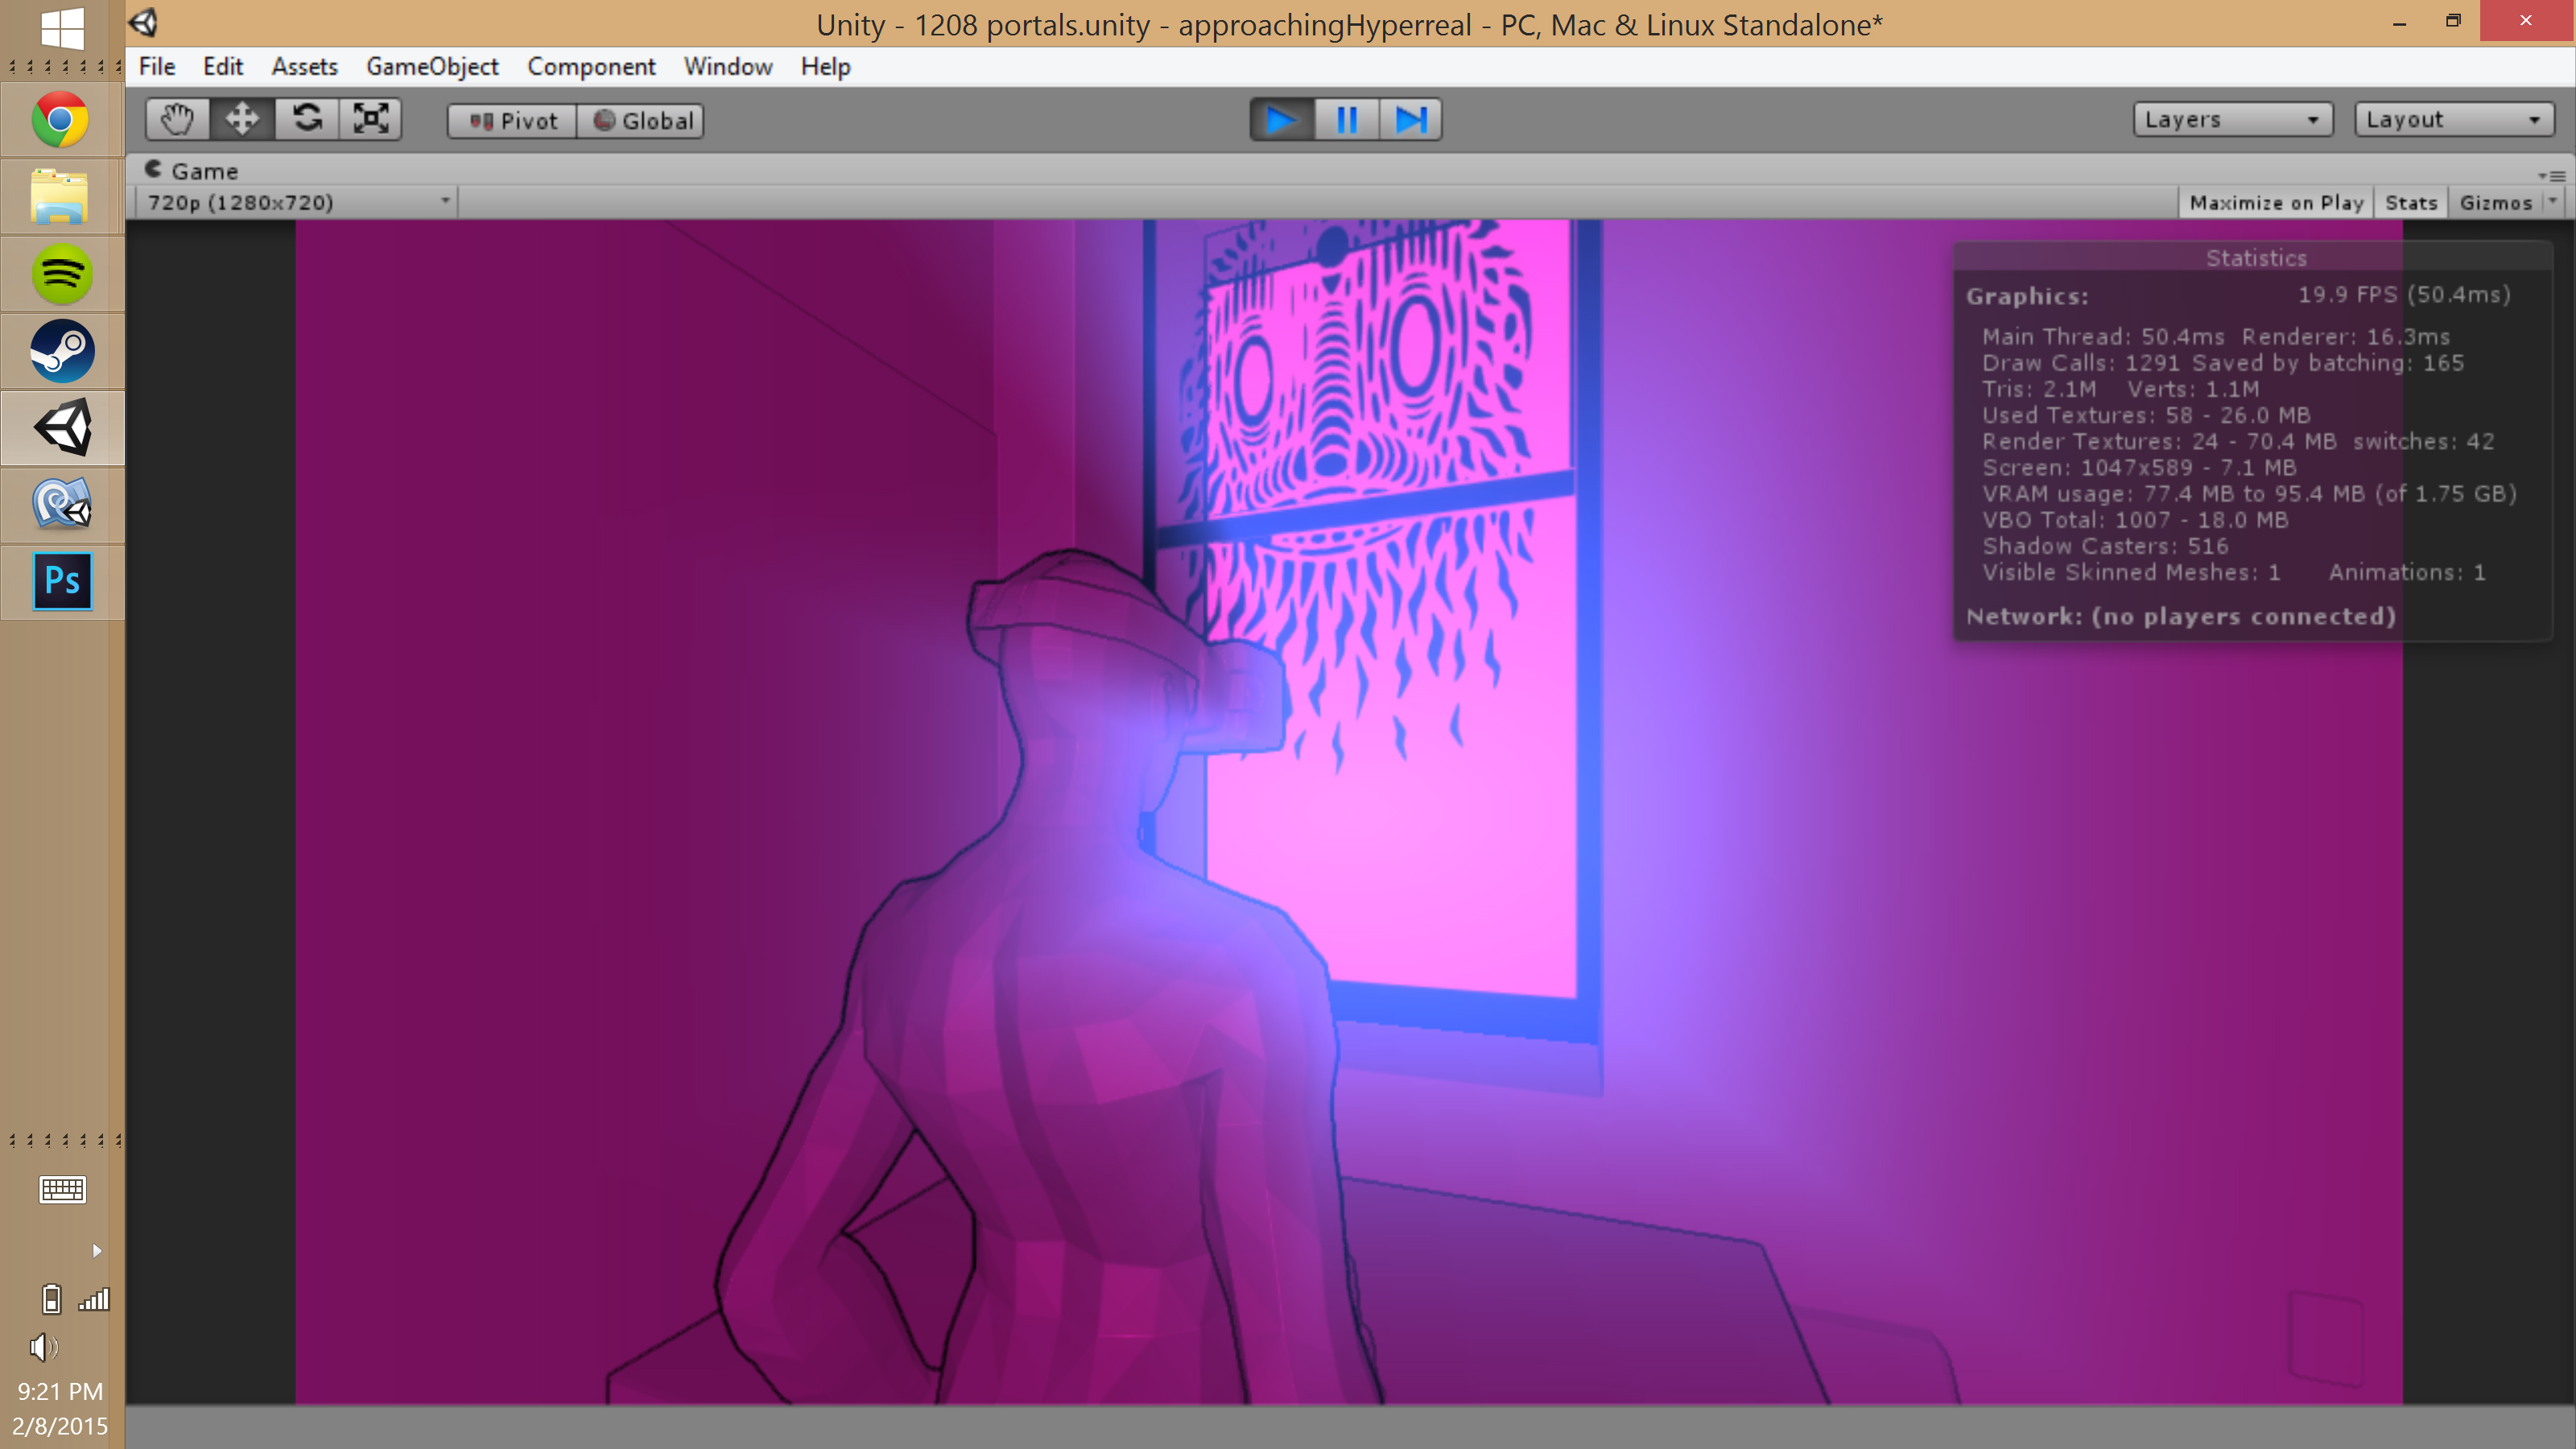 Unity - 1208 portals.unity - approachingHyperreal - PC, Mac & Linux Standalone*
File Edit Assets GameObject Component Window Help
Pivot Global Layers Layout
Game
720p (1280x720) Maximize on Play Stats Gizmos
Statistics
Graphics: 19.9 FPS (50.4ms)
Main Thread: 50.4ms Renderer: 16.3ms
Draw Calls: 1291 Saved by batching: 165
Tris: 2.1M Verts: 1.1M
Used Textures: 58 - 26.0 MB
Render Textures: 24 - 70.4 MB switches: 42
Screen: 1047x589 - 7.1 MB
VRAM usage: 77.4 MB to 95.4 MB (of 1.75 GB)
VBO Total: 1007 - 18.0 MB
Shadow Casters: 516
Visible Skinned Meshes: 1 Animations: 1
Network: (no players connected)
Ps
9:21 PM
2/8/2015